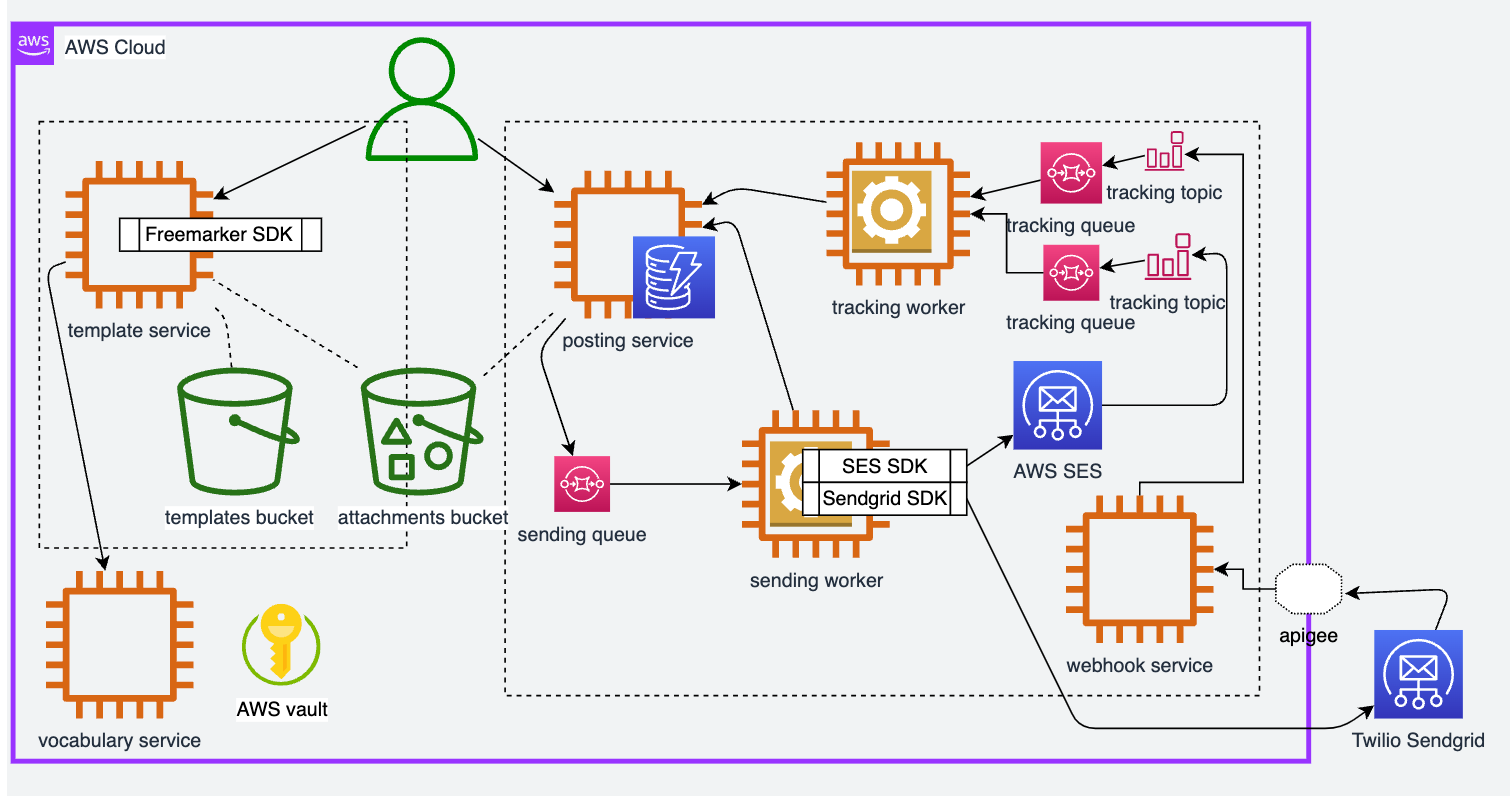 aws
AWS Cloud
Freemarker SDK
template service
templates bucket
attachments bucket
vocabulary service
AWS vault
posting service
sending queue
SES SDK
Sendgrid SDK
sending worker
tracking worker
tracking topic
tracking queue
tracking topic
tracking queue
AWS SES
webhook service
apigee
Twilio Sendgrid